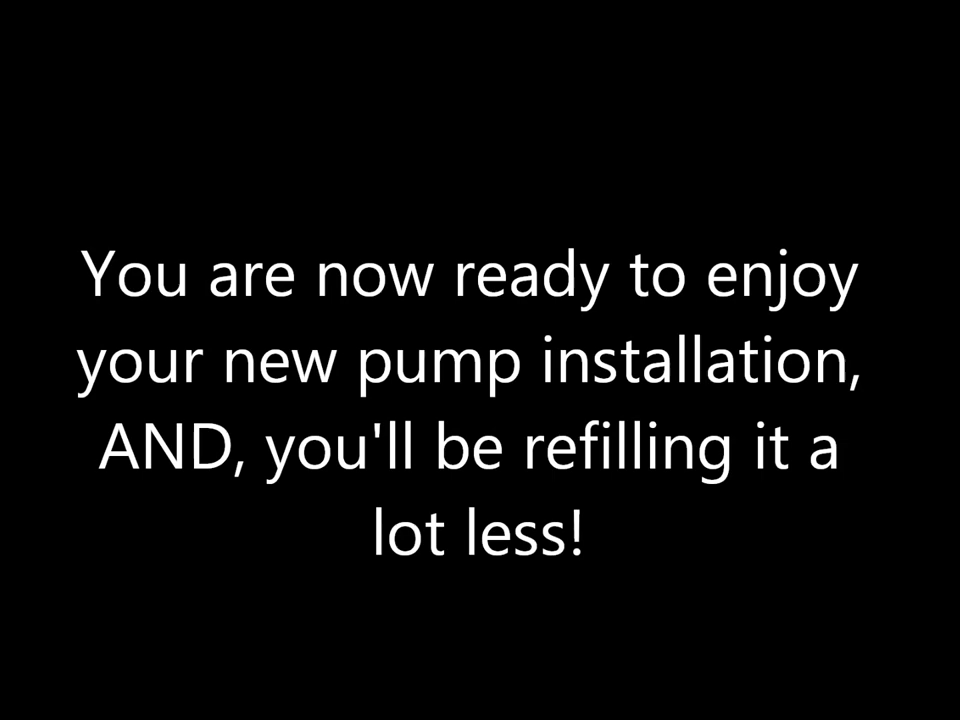 You are now ready to enjoy
your new pump installation,
AND, you'll be refilling it a
lot less!